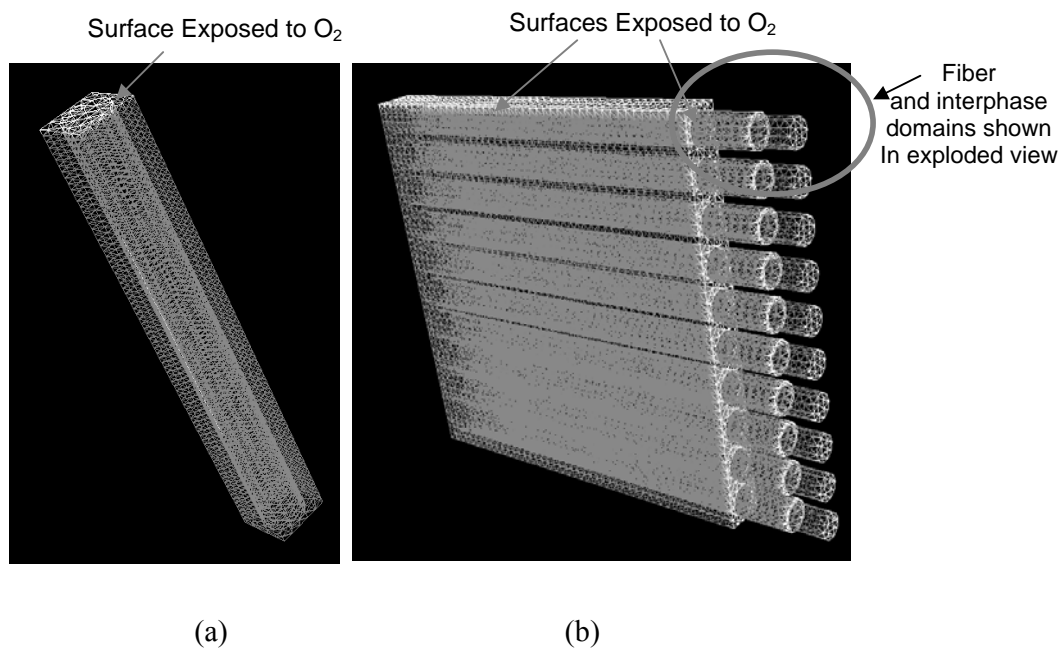 Surface Exposed to O₂
Surfaces Exposed to O₂
Fiber
and interphase
domains shown
In exploded view
(a)
(b)